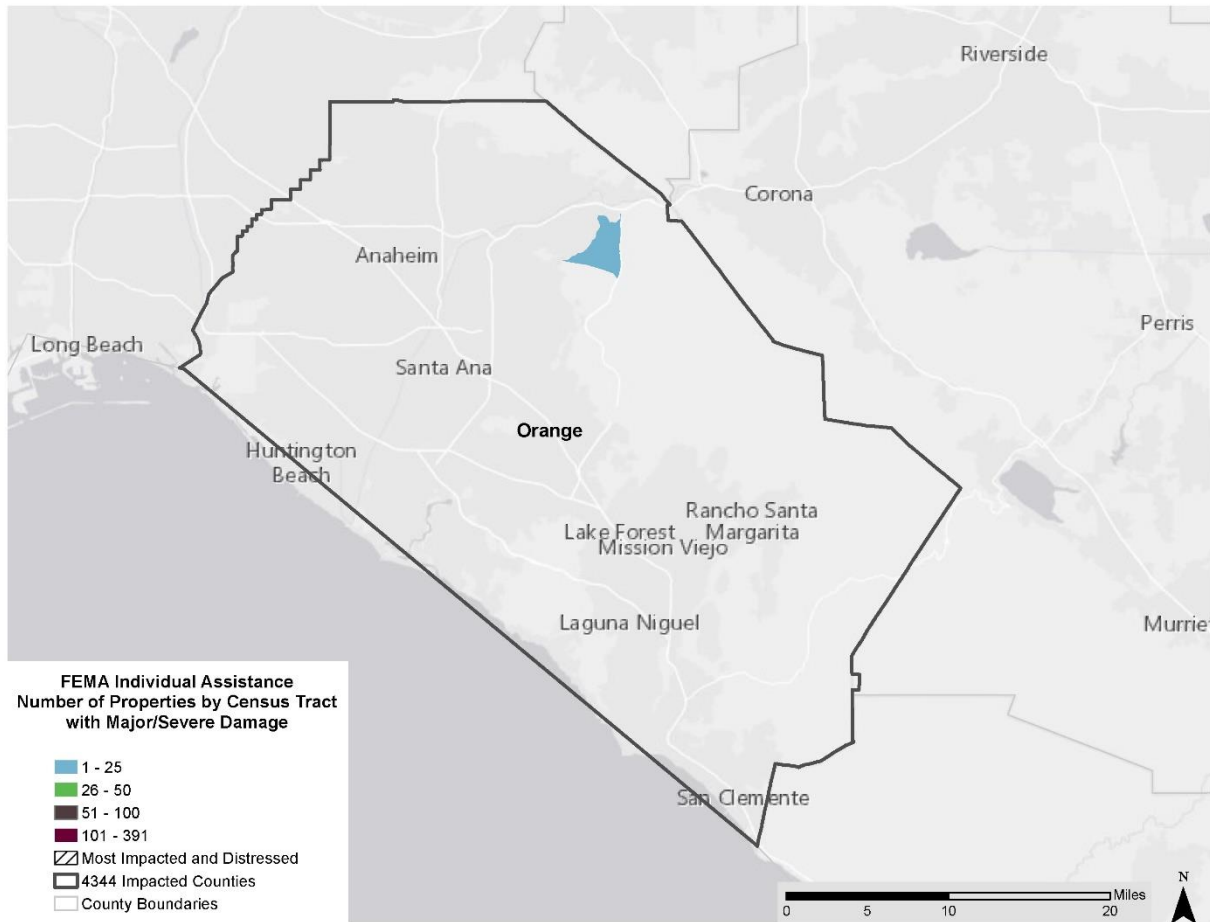 Riverside
Corona
Anaheim
Perris
Long Beach
Santa Ana
Orange
Huntington
Beach
Rancho Santa
Margarita
Lake Forest
Mission Viejo
Laguna Niguel
Murriet
San Clemente
FEMA Individual Assistance
Number of Properties by Census Tract
with Major/Severe Damage
1 - 25
26 - 50
51 - 100
101 - 391
Most Impacted and Distressed
4344 Impacted Counties
County Boundaries
Miles
0 5 10 20
N